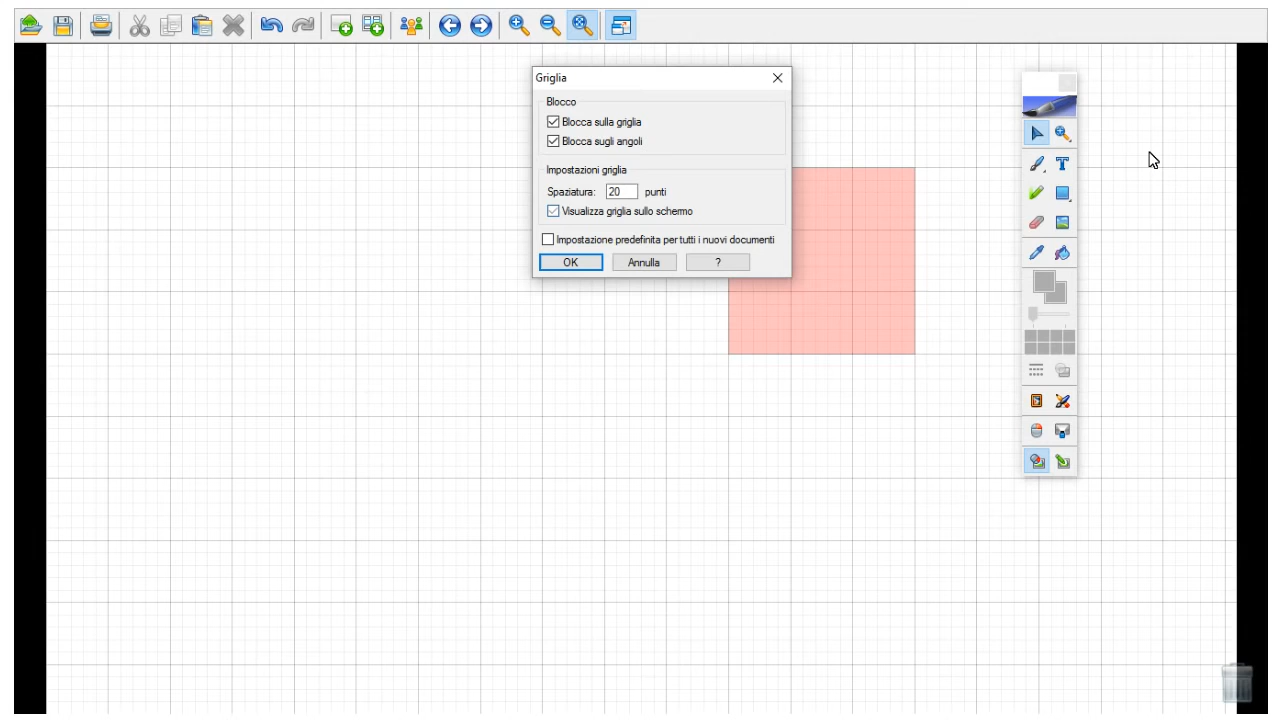 Griglia
Blocco
Blocca sulla griglia
Blocca sugli angoli
Impostazioni griglia
Spaziatura: 20 punti
Visualizza griglia sullo schermo
Impostazione predefinita per tutti i nuovi documenti
OK Annulla ?
T